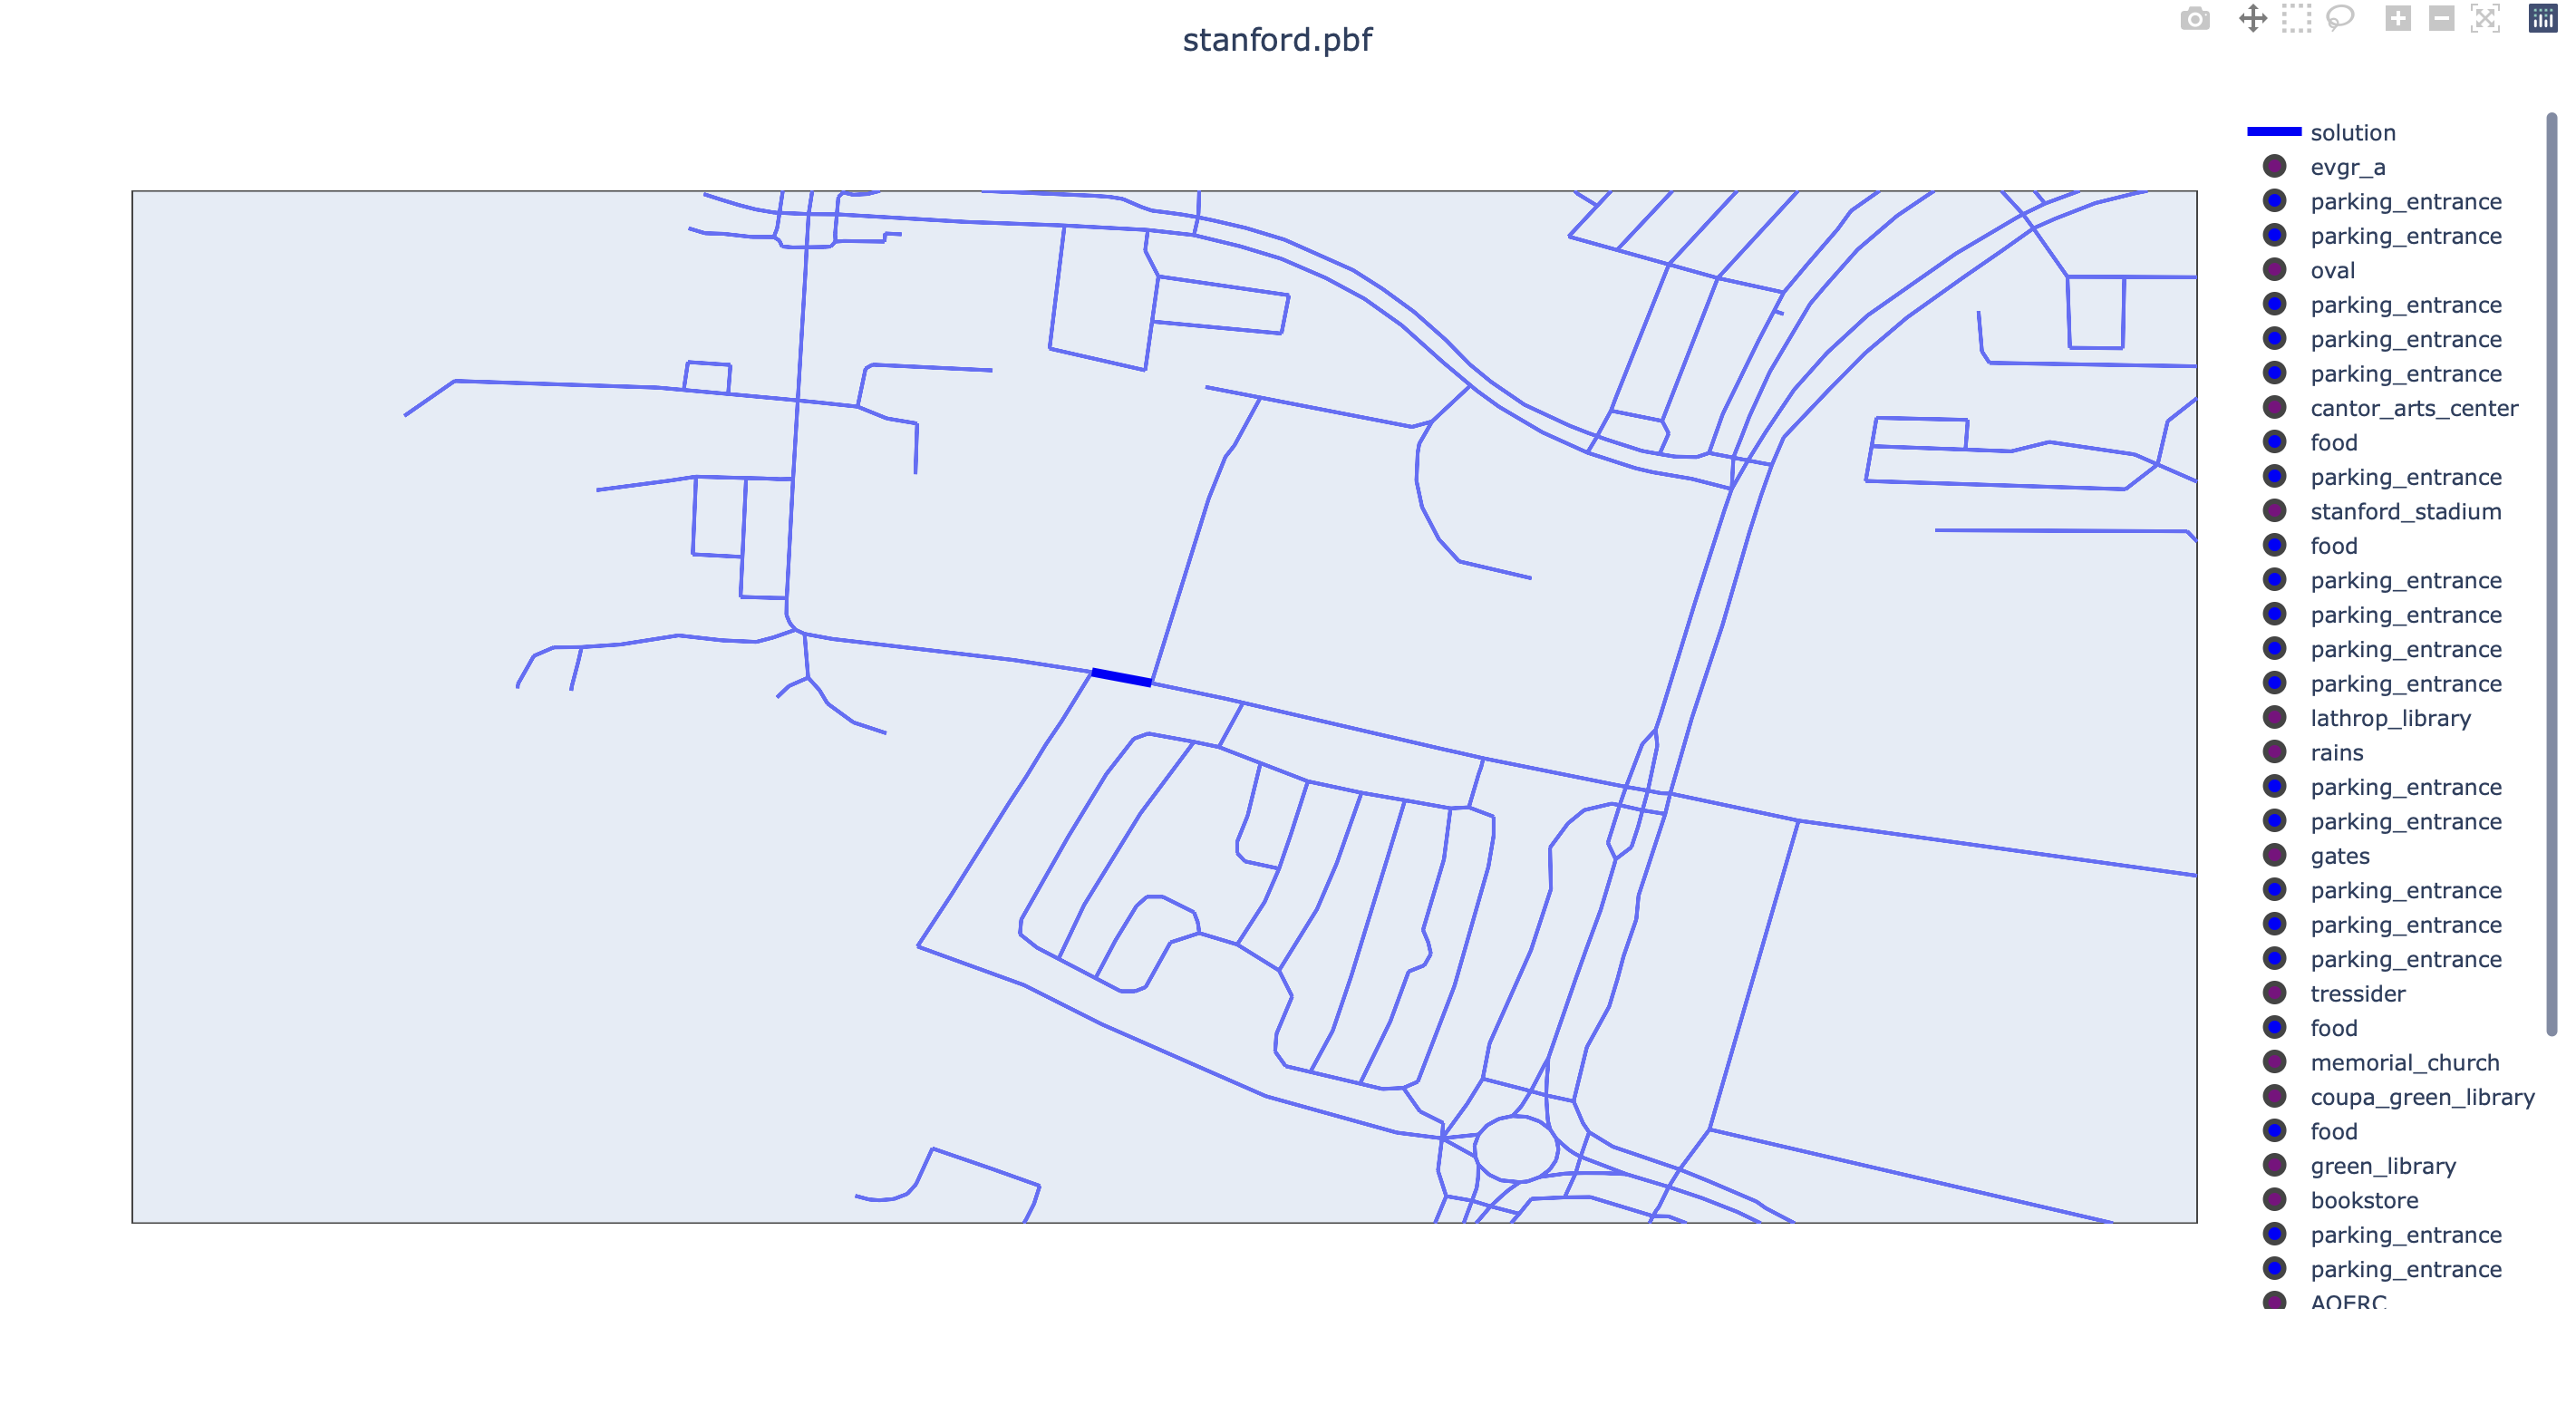 stanford.pbf
solution
evgr_a
parking_entrance
parking_entrance
oval
parking_entrance
parking_entrance
parking_entrance
cantor_arts_center
food
parking_entrance
stanford_stadium
food
parking_entrance
parking_entrance
parking_entrance
parking_entrance
lathrop_library
rains
parking_entrance
parking_entrance
gates
parking_entrance
parking_entrance
parking_entrance
tressider
food
memorial_church
coupa_green_library
food
green_library
bookstore
parking_entrance
parking_entrance
AOERC